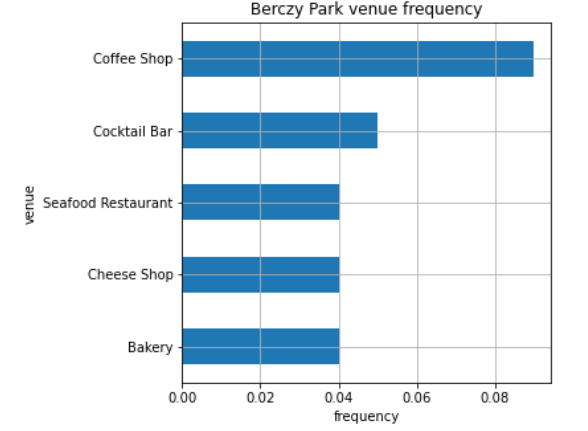 Berczy Park venue frequency
Coffee Shop
Cocktail Bar
Seafood Restaurant
Cheese Shop
Bakery
venue
0.00 0.02 0.04 0.06 0.08
frequency